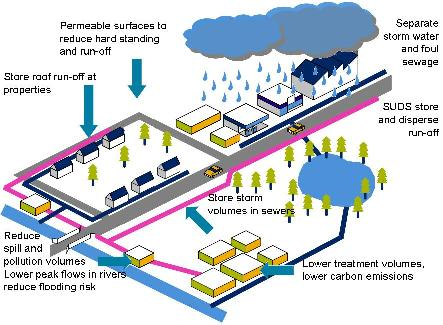 Permeable surfaces to
reduce hard standing
and run-off
Separate
storm water
and foul
sewage
Store roof run-off at
properties
SUDS store
and disperse
run-off
Store storm
volumes in sewers
Reduce
spill and
pollution volumes
Lower peak flows in rivers
reduce flooding risk
Lower treatment volumes,
lower carbon emissions